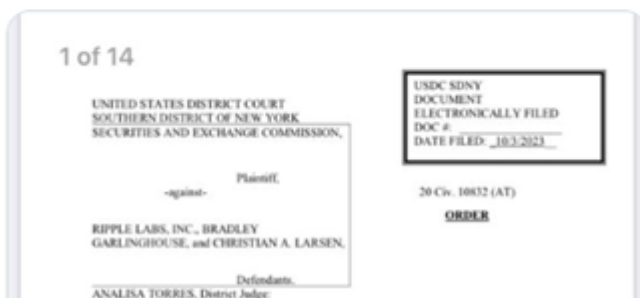 1 of 14
UNITED STATES DISTRICT COURT
SOUTHERN DISTRICT OF NEW YORK
SECURITIES AND EXCHANGE COMMISSION,
Plaintiff,
-against-
RIPPLE LABS, INC., BRADLEY
GARLINGHOUSE, and CHRISTIAN A. LARSEN,
Defendants.
ANALISA TORRES, District Judge:
USDC SDNY
DOCUMENT
ELECTRONICALLY FILED
DOC #:
DATE FILED: 10/3/2023
20 Civ. 10832 (AT)
ORDER